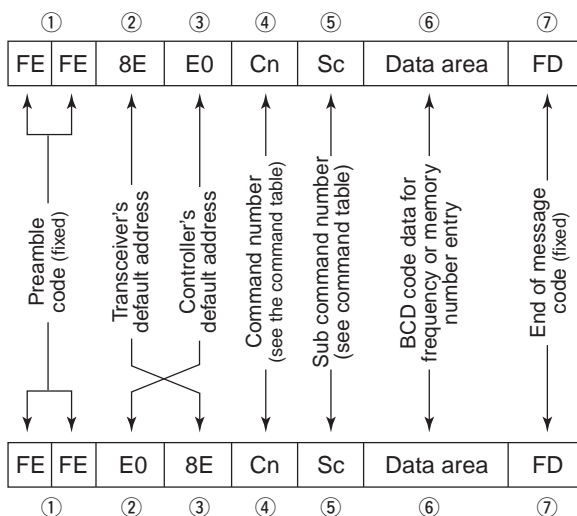 ① ② ③ ④ ⑤ ⑥ ⑦
FE FE 8E E0 Cn Sc Data area FD
Preamble
code (fixed)
Transceiver's
default address
Controller's
default address
Command number
(see the command table)
Sub command number
(see command table)
BCD code data for
frequency or memory
number entry
End of message
code (fixed)
FE FE E0 8E Cn Sc Data area FD
① ② ③ ④ ⑤ ⑥ ⑦